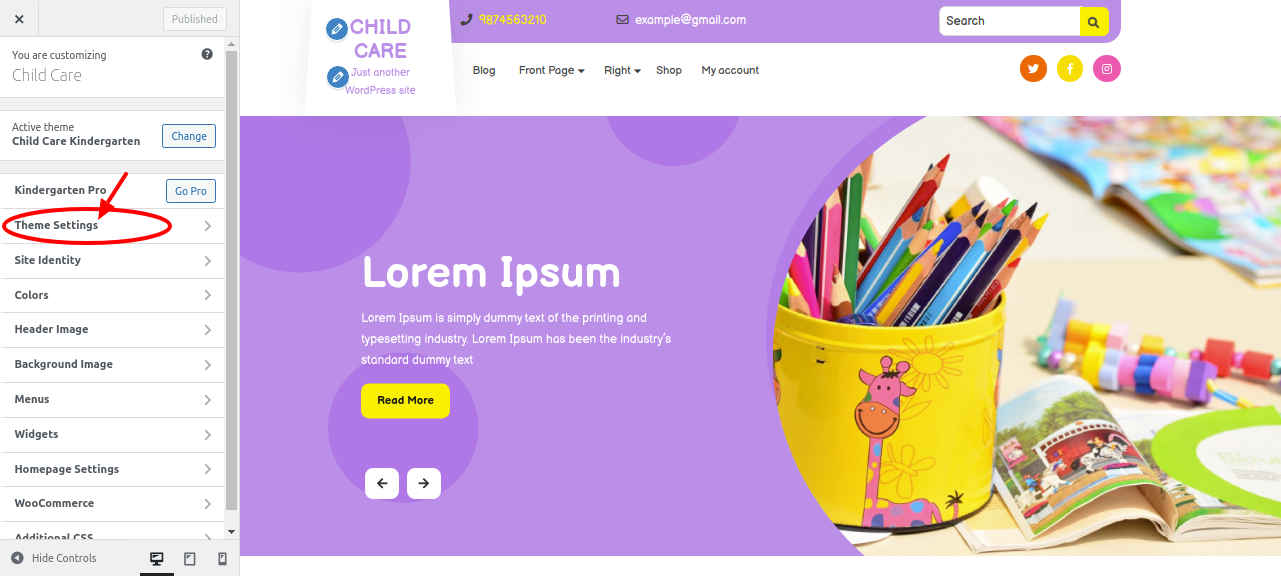 Published
You are customizing
Child Care
Active theme
Child Care Kindergarten
Change
Kindergarten Pro
Go Pro
Theme Settings
Site Identity
Colors
Header Image
Background Image
Menus
Widgets
Homepage Settings
WooCommerce
Additional CSS
Hide Controls
CHILD
CARE
Just another
WordPress site
9874563210
example@gmail.com
Search
Blog
Front Page
Right
Shop
My account
Lorem Ipsum
Lorem Ipsum is simply dummy text of the printing and
typesetting industry. Lorem Ipsum has been the industry's
standard dummy text
Read More